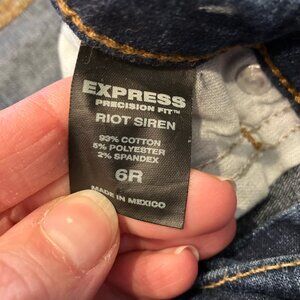 EXPRESS
PRECISION FIT™
RIOT SIREN
93% COTTON
5% POLYESTER
2% SPANDEX
6R
MADE IN MEXICO